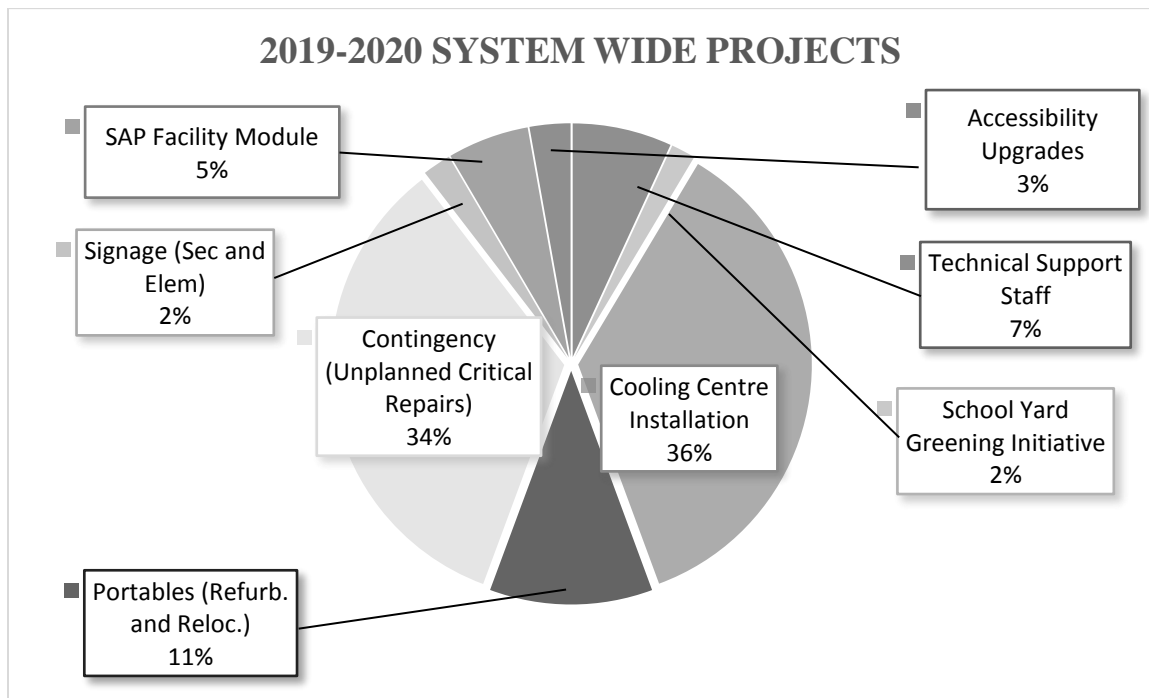 2019-2020 SYSTEM WIDE PROJECTS
SAP Facility Module
5%
Accessibility
Upgrades
3%
Signage (Sec and
Elem)
2%
Technical Support
Staff
7%
Contingency
(Unplanned Critical
Repairs)
34%
Cooling Centre
Installation
36%
School Yard
Greening Initiative
2%
Portables (Refurb.
and Reloc.)
11%